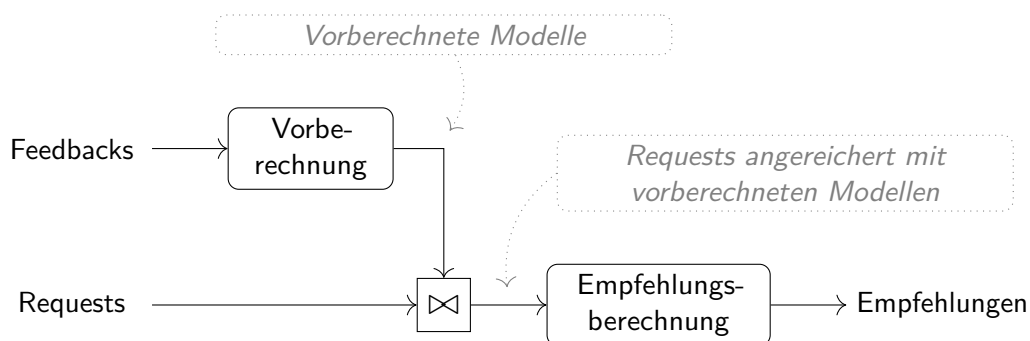 Vorberechnete Modelle
Feedbacks
Vorbe-
rechnung
Requests angereichert mit
vorberechneten Modellen
Requests
⋈
Empfehlungs-
berechnung
Empfehlungen